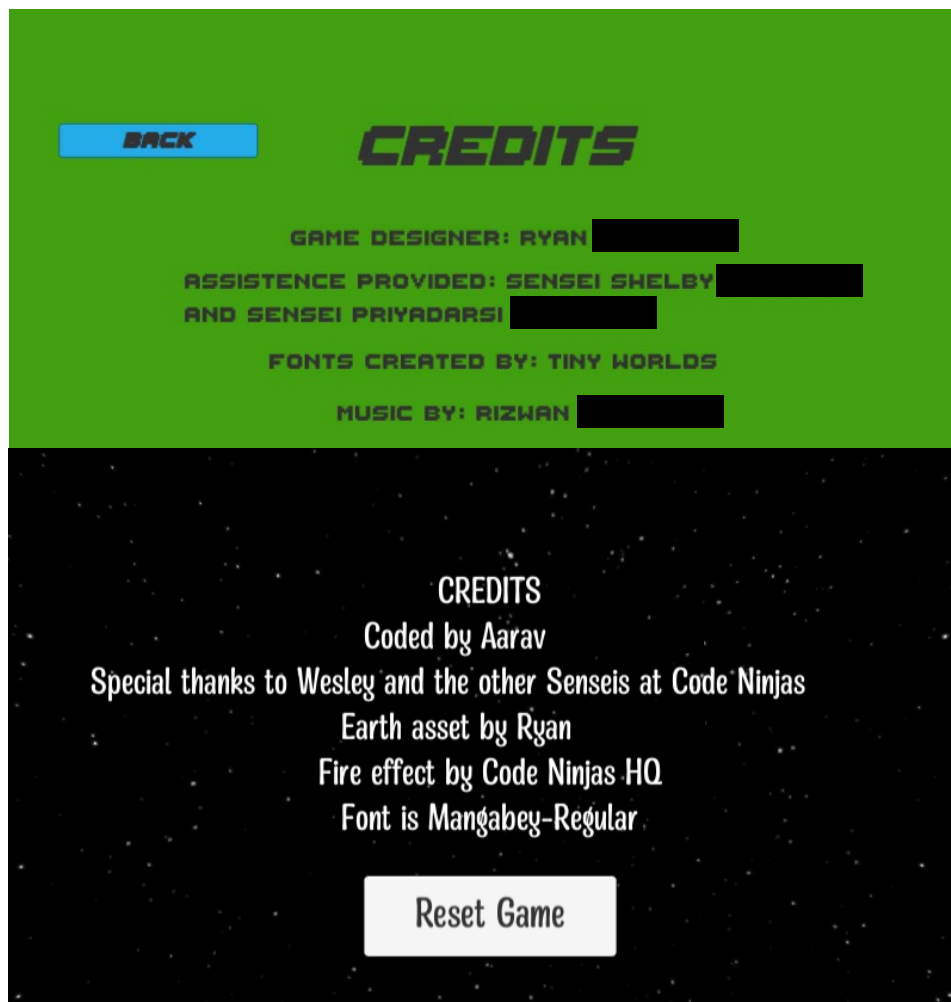 BACK
CREDITS
GAME DESIGNER: RYAN
ASSISTENCE PROVIDED: SENSEI SHELBY
AND SENSEI PRIYADARSI
FONTS CREATED BY: TINY WORLDS
MUSIC BY: RIZWAN
CREDITS
Coded by Aarav
Special thanks to Wesley and the other Senseis at Code Ninjas
Earth asset by Ryan
Fire effect by Code Ninjas HQ
Font is Mangabey-Regular
Reset Game